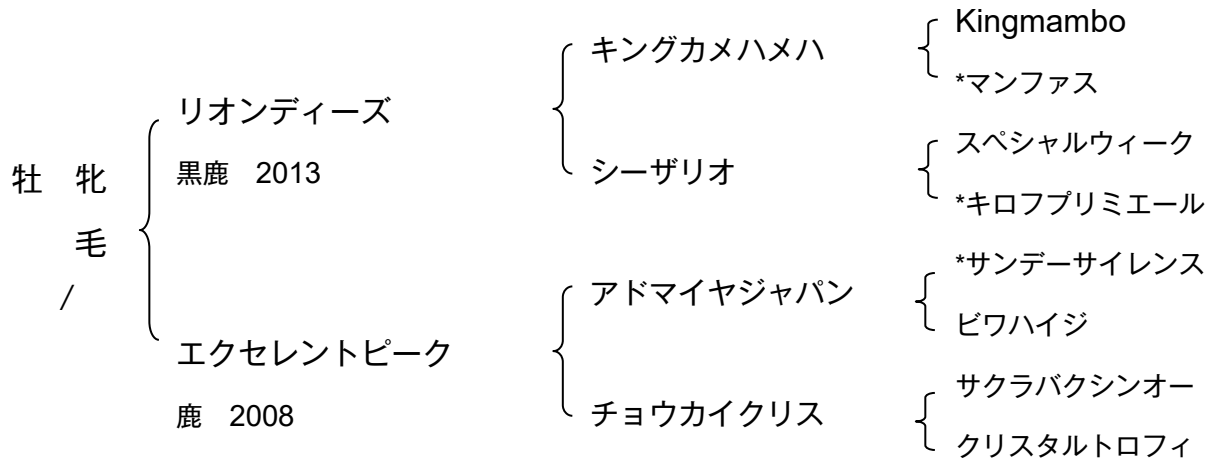 牡 牝
毛
/
リオンディーズ
黒鹿 2013
エクセレントピーク
鹿 2008
キングカメハメハ
シーザリオ
アドマイヤジャパン
チョウカイクリス
Kingmambo
*マンファス
スペシャルウィーク
*キロフプリミエール
*サンデーサイレンス
ビワハイジ
サクラバクシンオー
クリスタルトロフィ